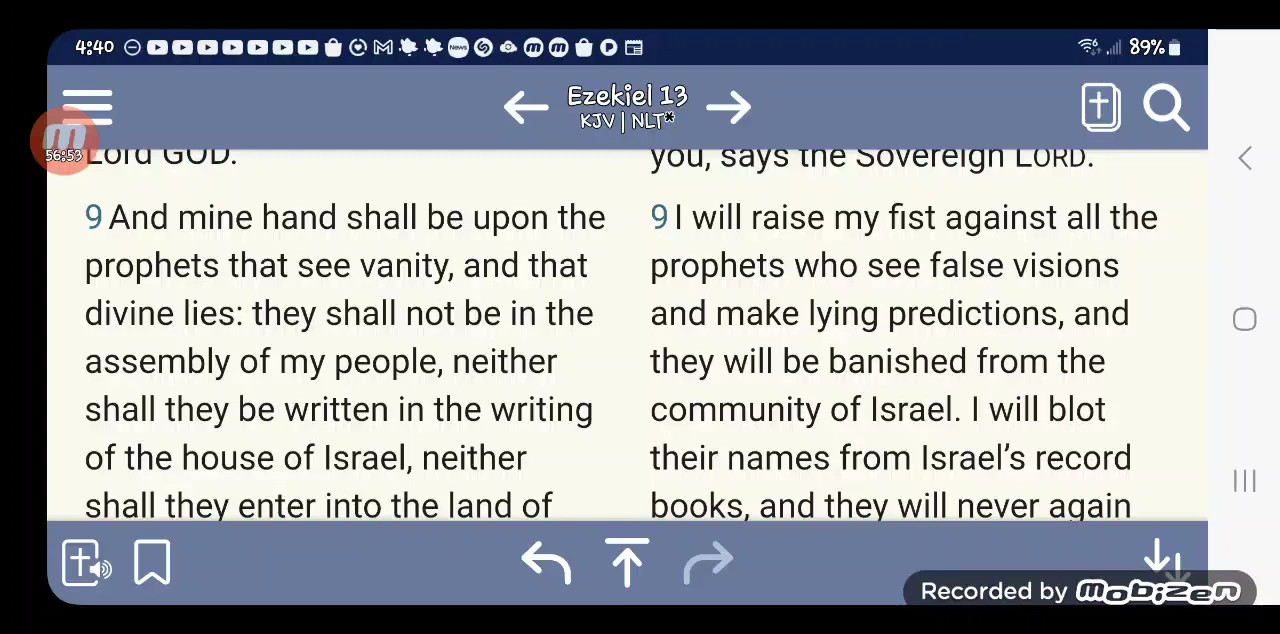 4:40
News
89%
Ezekiel 13
KJV | NLT*
56:53
Lord GOD.
9 And mine hand shall be upon the
prophets that see vanity, and that
divine lies: they shall not be in the
assembly of my people, neither
shall they be written in the writing
of the house of Israel, neither
shall they enter into the land of
you, says the Sovereign LORD.
9 I will raise my fist against all the
prophets who see false visions
and make lying predictions, and
they will be banished from the
community of Israel. I will blot
their names from Israel’s record
books, and they will never again
Recorded by Mobizen